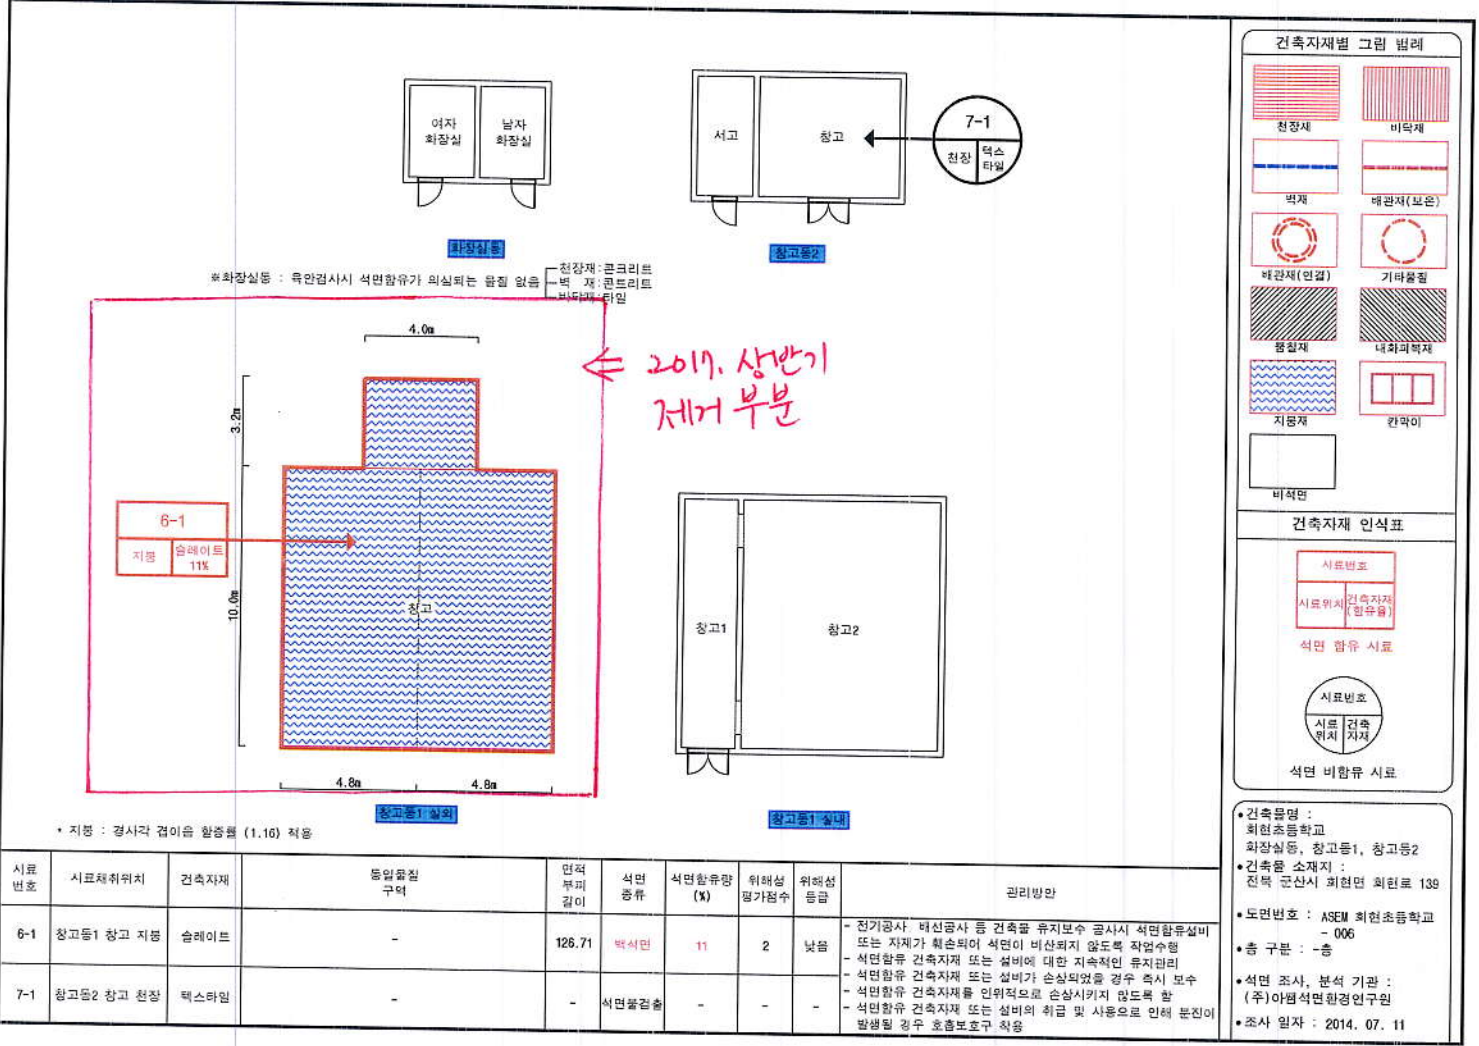 여자
화장실
남자
화장실
서고
창고
7-1
천장
텍스
타일
화장실동
창고동2
※화장실동 : 육안검사시 석면함유가 의심되는 물질 없음
천장재:콘크리트
벽 재:콘트리트
바닥재:타일
4.0m
← 2017. 상반기
제거 부분
3.2m
6-1
지붕
슬레이트
11%
10.0m
창고
창고1
창고2
4.8m
4.8m
창고동1 실외
창고동1 실내
* 지붕 : 경사각 겹이음 할증률 (1.16) 적용
시료
번호
시료채취위치
건축자재
동일물질
구역
면적
부피
길이
석면
종류
석면함유량
(%)
위해성
평가점수
위해성
등급
관리방안
6-1
창고동1 창고 지붕
슬레이트
-
126.71
백석면
11
2
낮음
7-1
창고동2 창고 천장
텍스타일
-
-
석면불검출
-
-
-
- 전기공사, 배선공사 등 건축물 유지보수 공사시 석면함유설비
또는 자재가 훼손되어 석면이 비산되지 않도록 작업수행
- 석면함유 건축자재 또는 설비에 대한 지속적인 유지관리
- 석면함유 건축자재 또는 설비가 손상되었을 경우 즉시 보수
- 석면함유 건축자재를 인위적으로 손상시키지 않도록 함
- 석면함유 건축자재 또는 설비의 취급 및 사용으로 인해 분진이
발생될 경우 호흡보호구 착용
건축자재별 그림 범례
천장재
바닥재
벽재
배관재(보온)
배관재(연결)
기타물질
뿜칠재
내화피복재
지붕재
칸막이
비석면
건축자재 인식표
시료번호
시료위치
건축자재
(함유율)
석면 함유 시료
시료번호
시료
위치
건축
자재
석면 비함유 시료
•건축물명 :
회현초등학교
화장실동, 창고동1, 창고동2
•건축물 소재지 :
전북 군산시 회현면 회현로 139
•도면번호 : ASEM 회현초등학교
- 006
•층 구분 : -층
•석면 조사, 분석 기관 :
(주)아쎔석면환경연구원
•조사 일자 : 2014. 07. 11